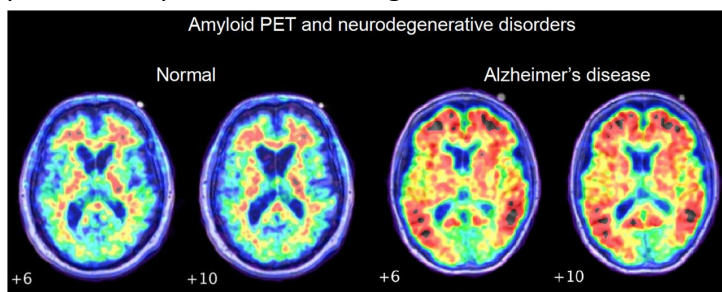 Amyloid PET and neurodegenerative disorders
Normal
Alzheimer's disease
+6
+10
+6
+10